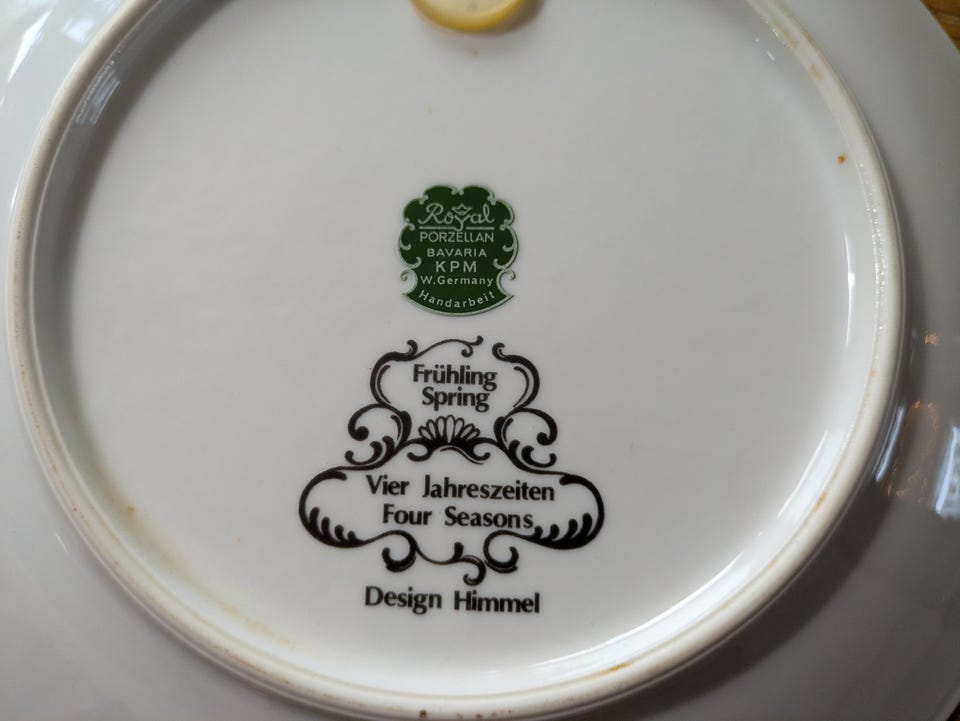 Royal
PORZELLAN
BAVARIA
KPM
W.Germany
Handarbeit
Frühling
Spring
Vier Jahreszeiten
Four Seasons
Design Himmel